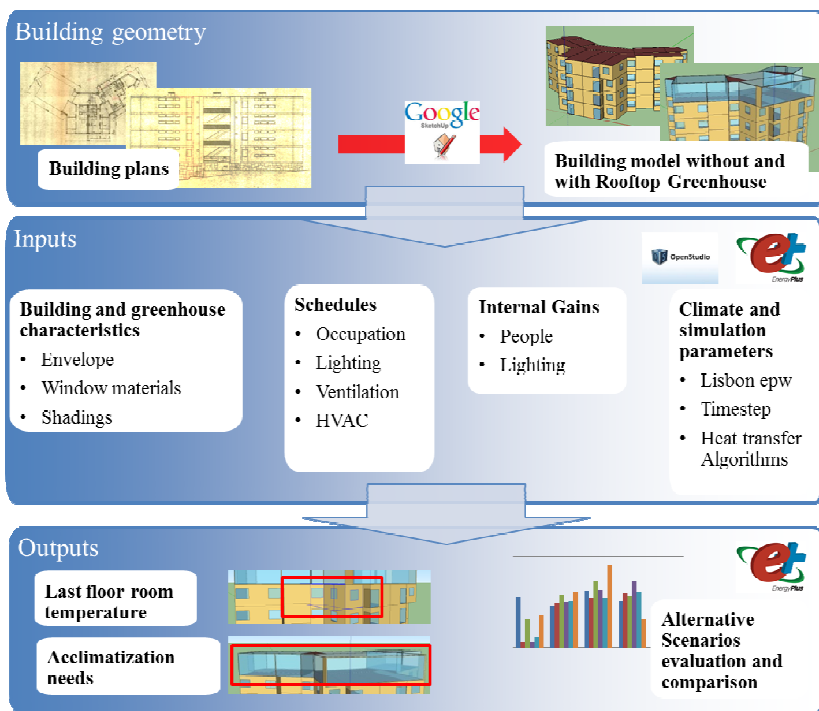 Building geometry
Building plans
Google
SketchUp
Building model without and
with Rooftop Greenhouse
Inputs
OpenStudio
EnergyPlus
Building and greenhouse
characteristics
• Envelope
• Window materials
• Shadings
Schedules
• Occupation
• Lighting
• Ventilation
• HVAC
Internal Gains
• People
• Lighting
Climate and
simulation
parameters
• Lisbon epw
• Timestep
• Heat transfer
Algorithms
Outputs
Last floor room
temperature
Acclimatization
needs
EnergyPlus
Alternative
Scenarios
evaluation and
comparison